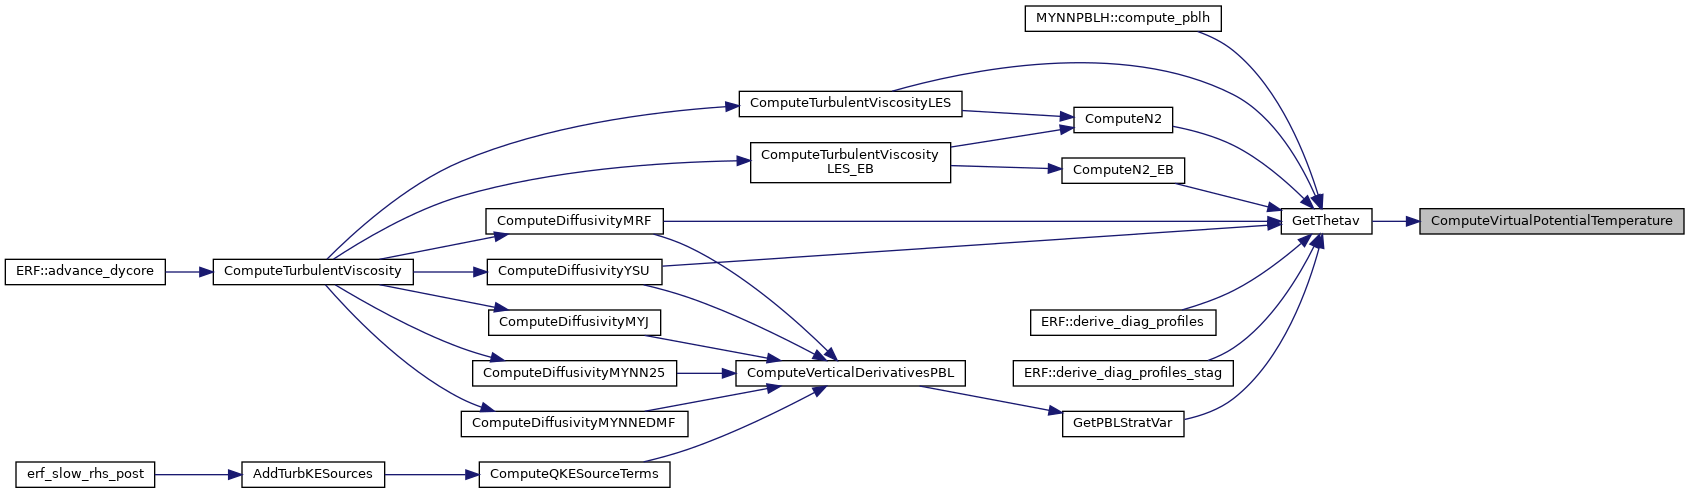 MYNNPBLH::compute_pblh
ComputeTurbulentViscosityLES
ComputeN2
ComputeTurbulentViscosity
LES_EB
ComputeN2_EB
ComputeDiffusivityMRF
GetThetav
ComputeVirtualPotentialTemperature
ERF::advance_dycore
ComputeTurbulentViscosity
ComputeDiffusivityYSU
ComputeDiffusivityMYJ
ERF::derive_diag_profiles
ComputeDiffusivityMYNN25
ComputeVerticalDerivativesPBL
ERF::derive_diag_profiles_stag
ComputeDiffusivityMYNNEDMF
GetPBLStratVar
erf_slow_rhs_post
AddTurbKESources
ComputeQKESourceTerms